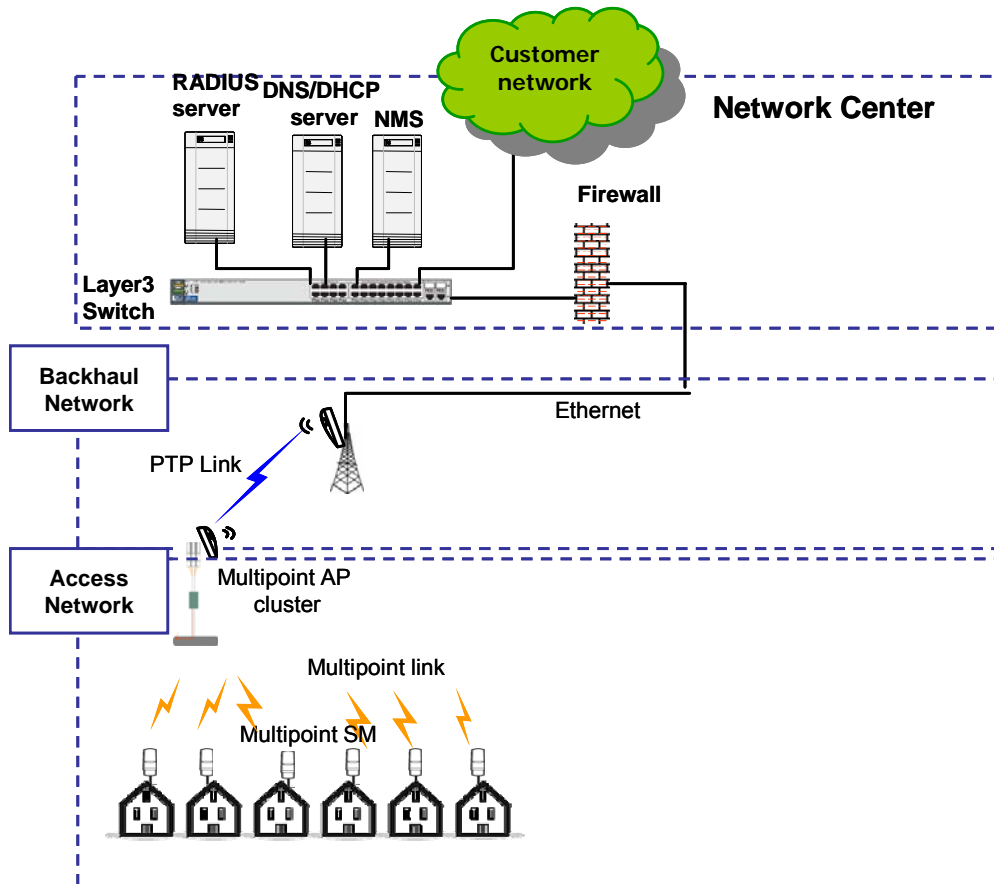 Customer
network
RADIUS
server
DNS/DHCP
server
NMS
Network Center
Firewall
Layer3
Switch
Backhaul
Network
Ethernet
PTP Link
Access
Network
Multipoint AP
cluster
Multipoint link
Multipoint SM